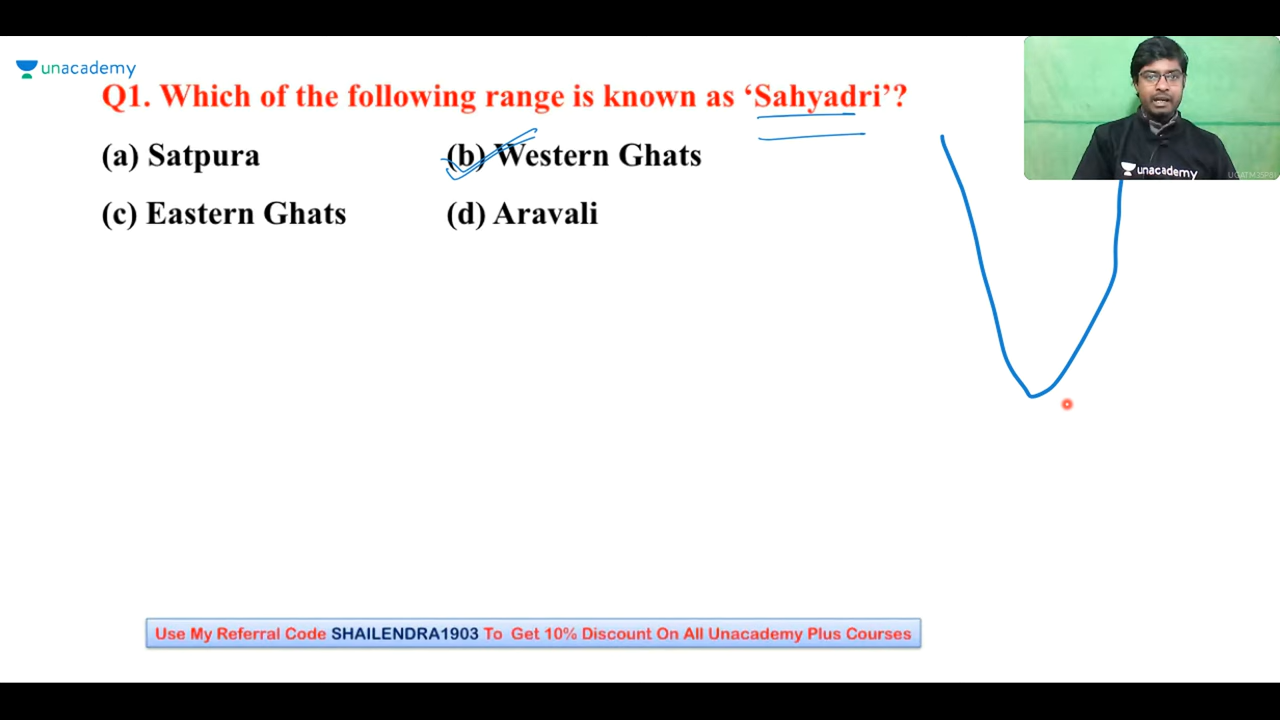 unacademy
Q1. Which of the following range is known as ‘Sahyadri’?
(a) Satpura (b) Western Ghats
(c) Eastern Ghats (d) Aravali
unacademy
Use My Referral Code SHAILENDRA1903 To Get 10% Discount On All Unacademy Plus Courses